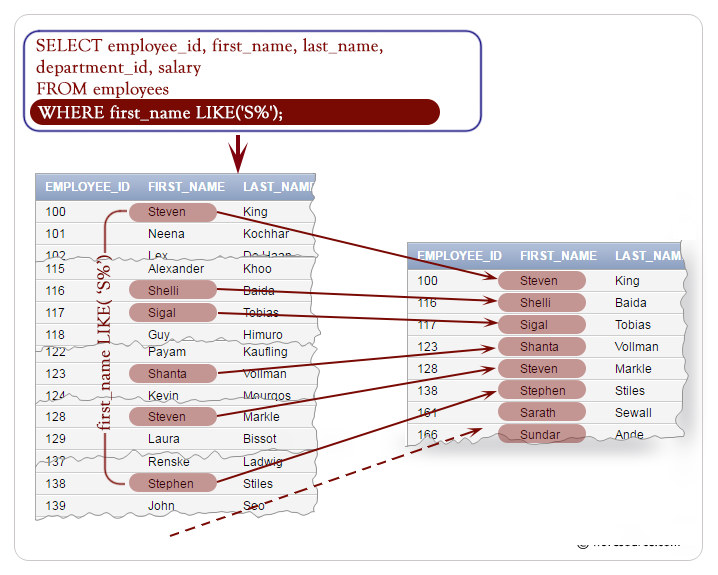 SELECT employee_id, first_name, last_name,
department_id, salary
FROM employees
WHERE first_name LIKE('S%');
EMPLOYEE_ID FIRST_NAME LAST_NAME
100 Steven King
101 Neena Kochhar
102 Lex De Haan
115 Alexander Khoo
116 Shelli Baida
117 Sigal Tobias
118 Guy Himuro
122 Payam Kaufling
123 Shanta Vollman
124 Kevin Mourgos
128 Steven Markle
129 Laura Bissot
137 Renske Ladwig
138 Stephen Stiles
139 John Seo
first_name LIKE( 'S%')
EMPLOYEE_ID FIRST_NAME LAST_NAM
100 Steven King
116 Shelli Baida
117 Sigal Tobias
123 Shanta Vollman
128 Steven Markle
138 Stephen Stiles
161 Sarath Sewall
166 Sundar Ande